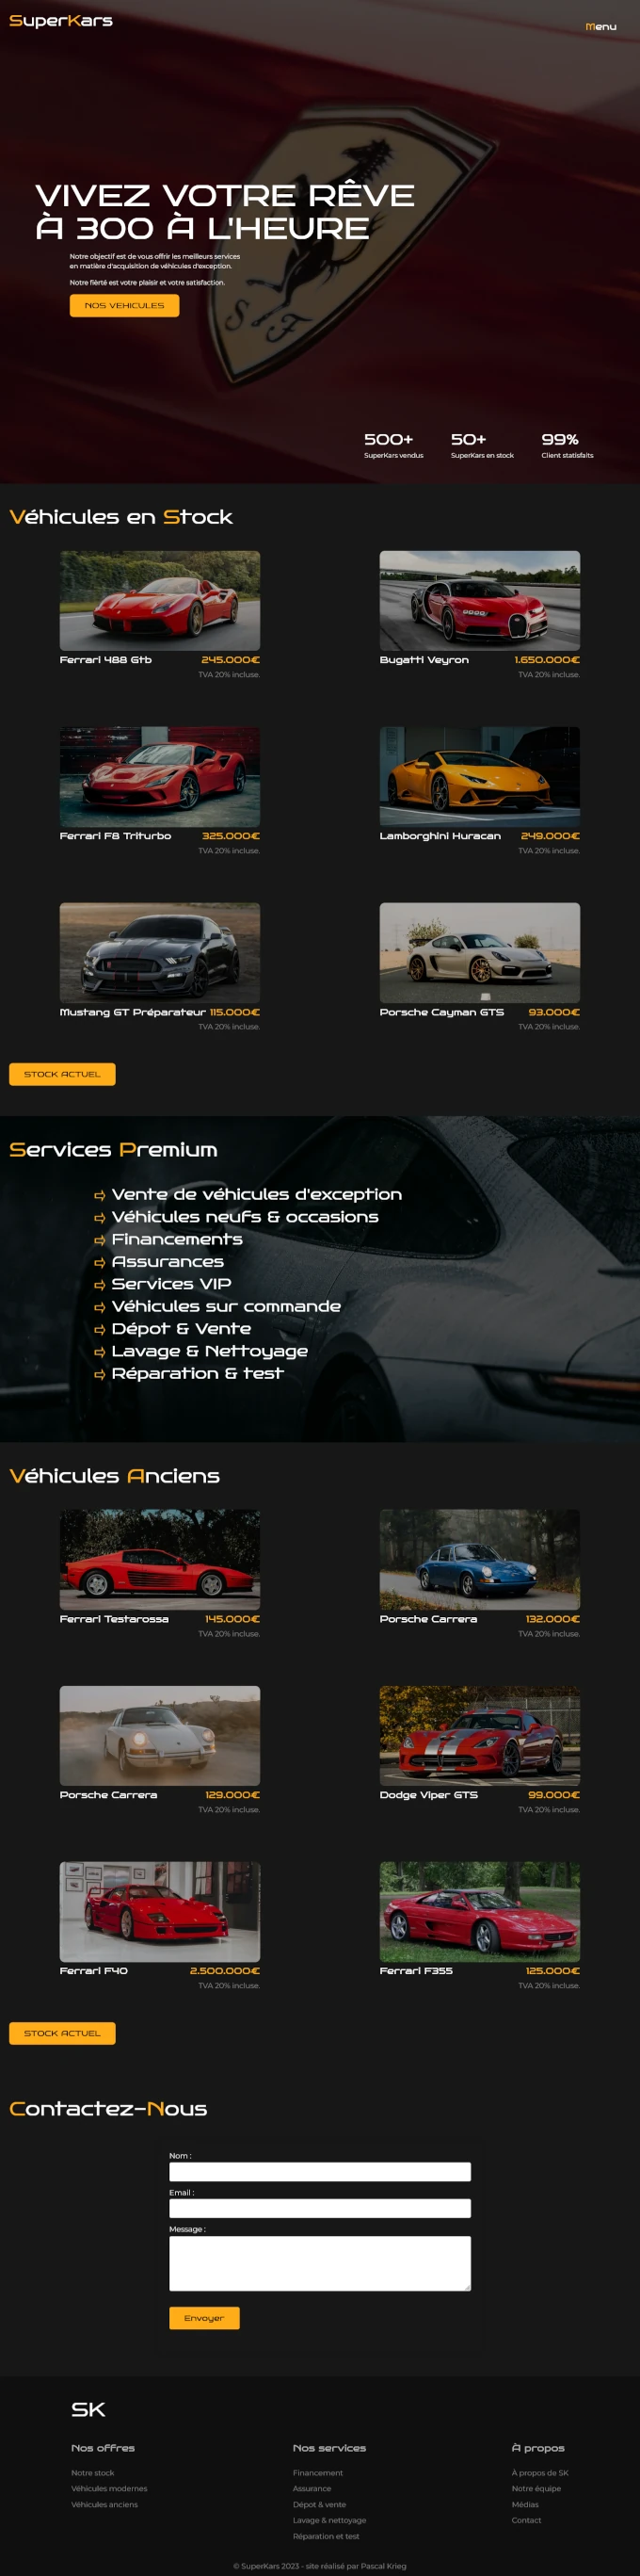 SuperKars
Menu
VIVEZ VOTRE RÊVE
À 300 À L'HEURE
Notre objectif est de vous offrir les meilleurs services
en matière d'acquisition de véhicules d'exception.
Notre fièrté est votre plaisir et votre satisfaction.
NOS VEHICULES
500+ 50+ 99%
SuperKars vendus SuperKars en stock Client statisfaits
Véhicules en Stock
Ferrari 488 Gtb 245.000€ Bugatti Veyron 1.650.000€
TVA 20% incluse. TVA 20% incluse.
Ferrari F8 Triturbo 325.000€ Lamborghini Huracan 249.000€
TVA 20% incluse. TVA 20% incluse.
Mustang GT Préparateur 115.000€ Porsche Cayman GTS 93.000€
TVA 20% incluse. TVA 20% incluse.
STOCK ACTUEL
Services Premium
⇨ Vente de véhicules d'exception
⇨ Véhicules neufs & occasions
⇨ Financements
⇨ Assurances
⇨ Services VIP
⇨ Véhicules sur commande
⇨ Dépot & Vente
⇨ Lavage & Nettoyage
⇨ Réparation & test
Véhicules Anciens
Ferrari Testarossa 145.000€ Porsche Carrera 132.000€
TVA 20% incluse. TVA 20% incluse.
Porsche Carrera 129.000€ Dodge Viper GTS 99.000€
TVA 20% incluse. TVA 20% incluse.
Ferrari F40 2.500.000€ Ferrari F355 125.000€
TVA 20% incluse. TVA 20% incluse.
STOCK ACTUEL
Contactez-Nous
Nom :
Email :
Message :
Envoyer
SK
Nos offres Nos services À propos
Notre stock Financement À propos de SK
Véhicules modernes Assurance Notre équipe
Véhicules anciens Dépot & vente Médias
Lavage & nettoyage Contact
Réparation et test
© SuperKars 2023 - site réalisé par Pascal Krieg